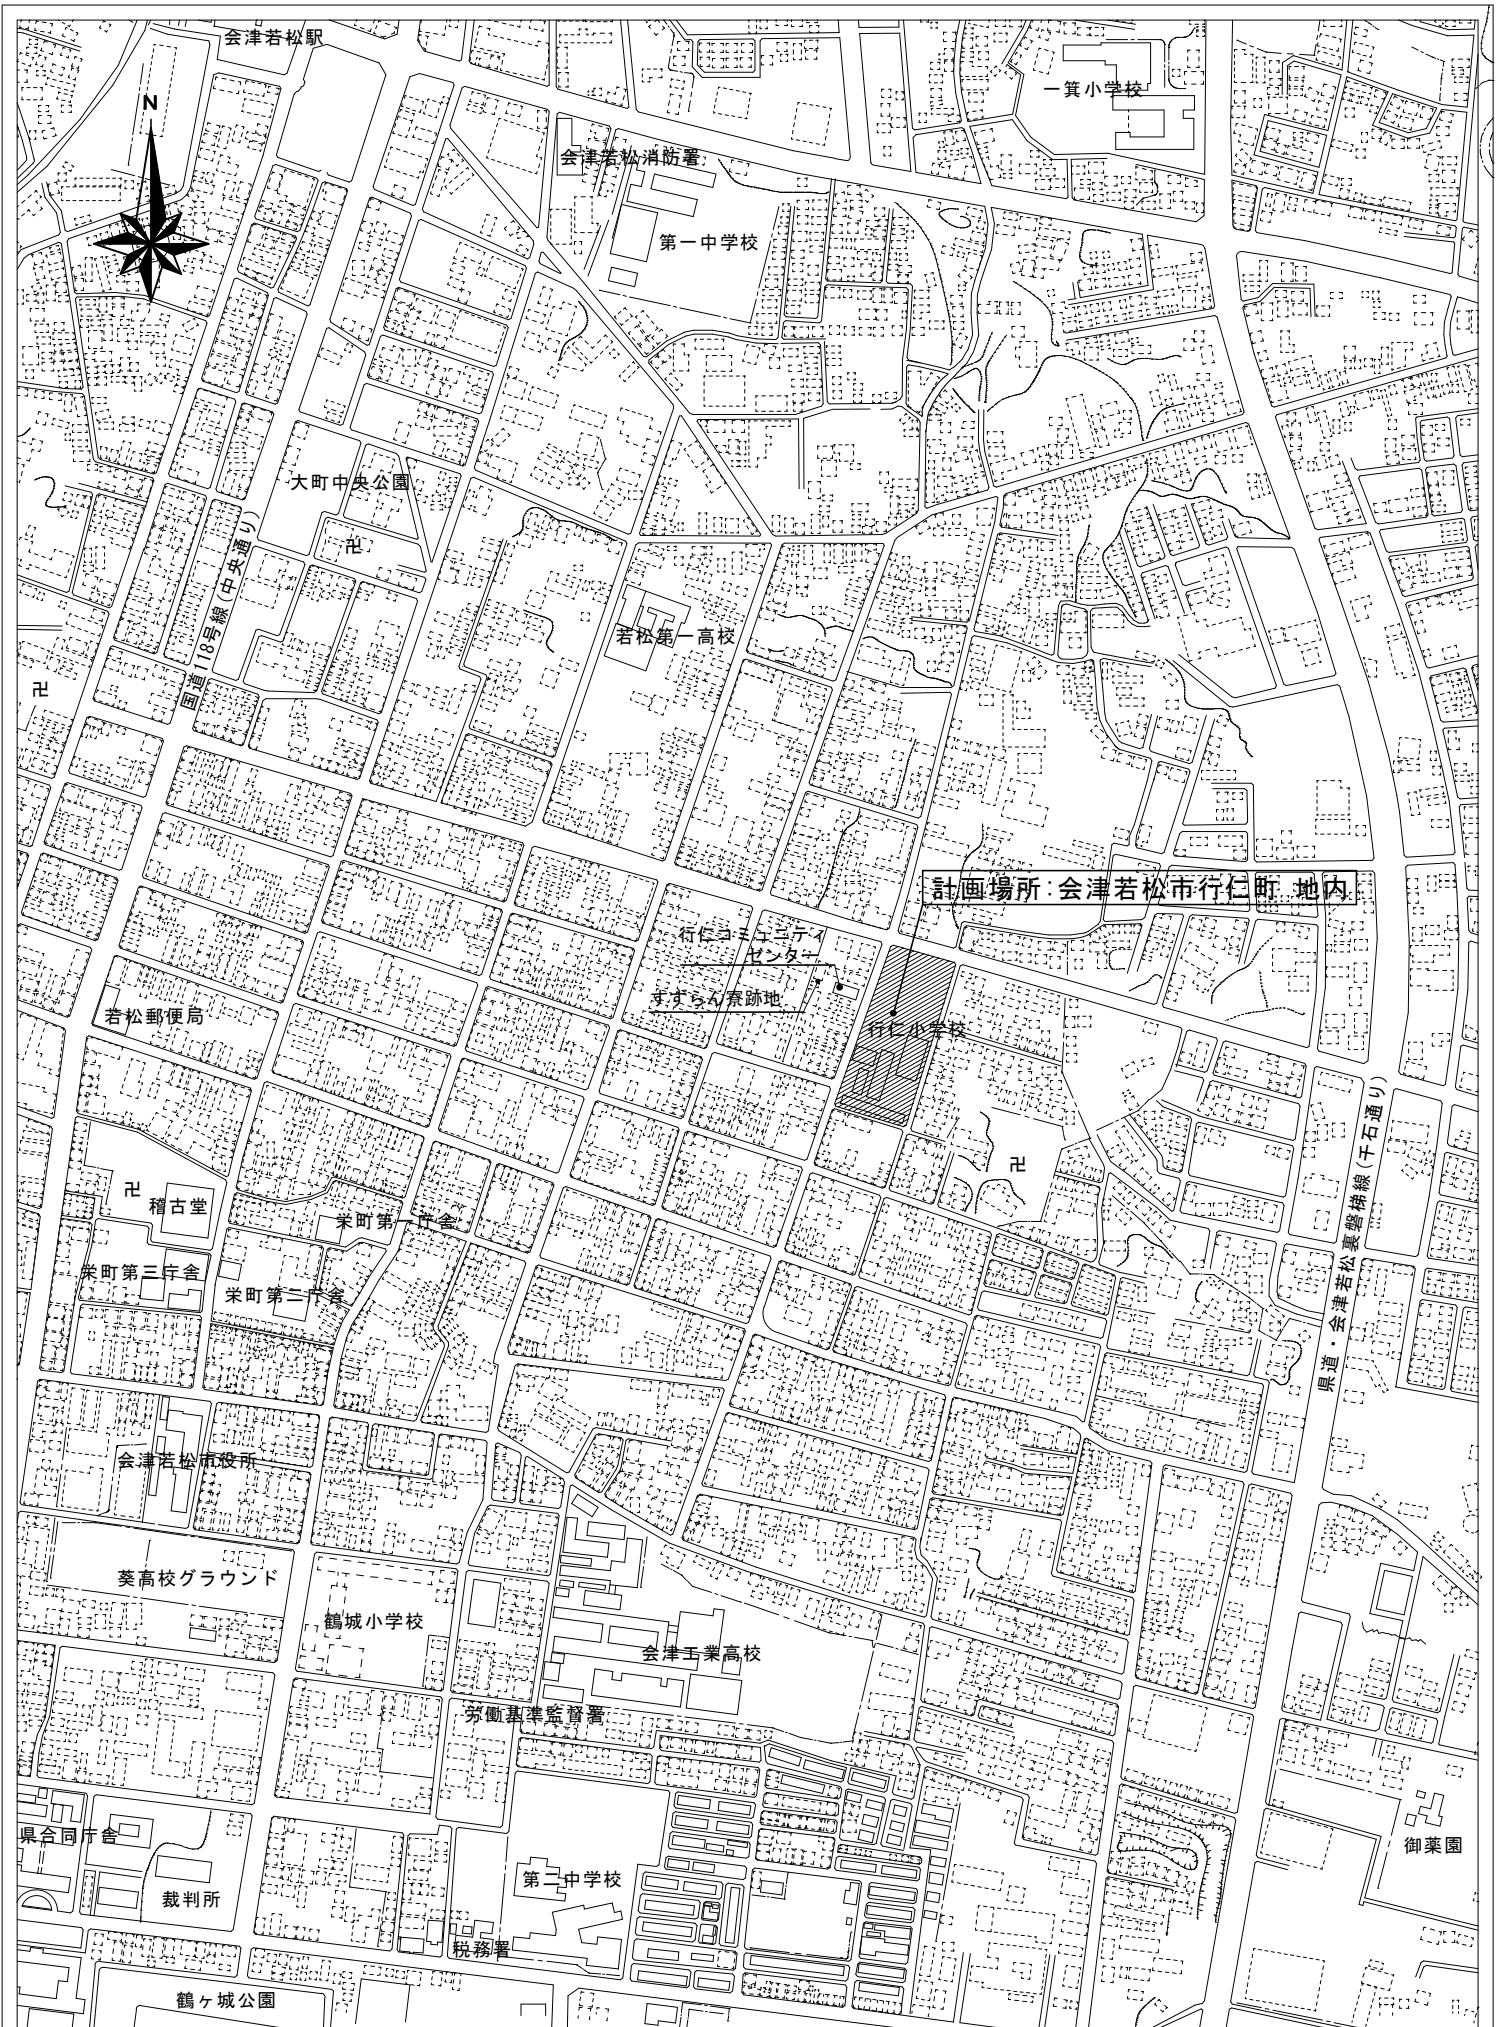 会津若松駅
一箕小学校
N
会津若松消防署
第一中学校
大町中央公園
卍
国道118号線(中央通り)
若松第一高校
卍
計画場所:会津若松市行仁町 地内
行仁コミュニティ
センター
すずらん寮跡地
若松郵便局
行仁小学校
県道・会津若松裏磐梯線(千石通り)
卍
卍
稽古堂
栄町第一庁舎
栄町第三庁舎
栄町第二庁舎
会津若松市役所
葵高校グラウンド
鶴城小学校
会津工業高校
労働基準監督署
県合同庁舎
御薬園
第二中学校
裁判所
税務署
鶴ヶ城公園